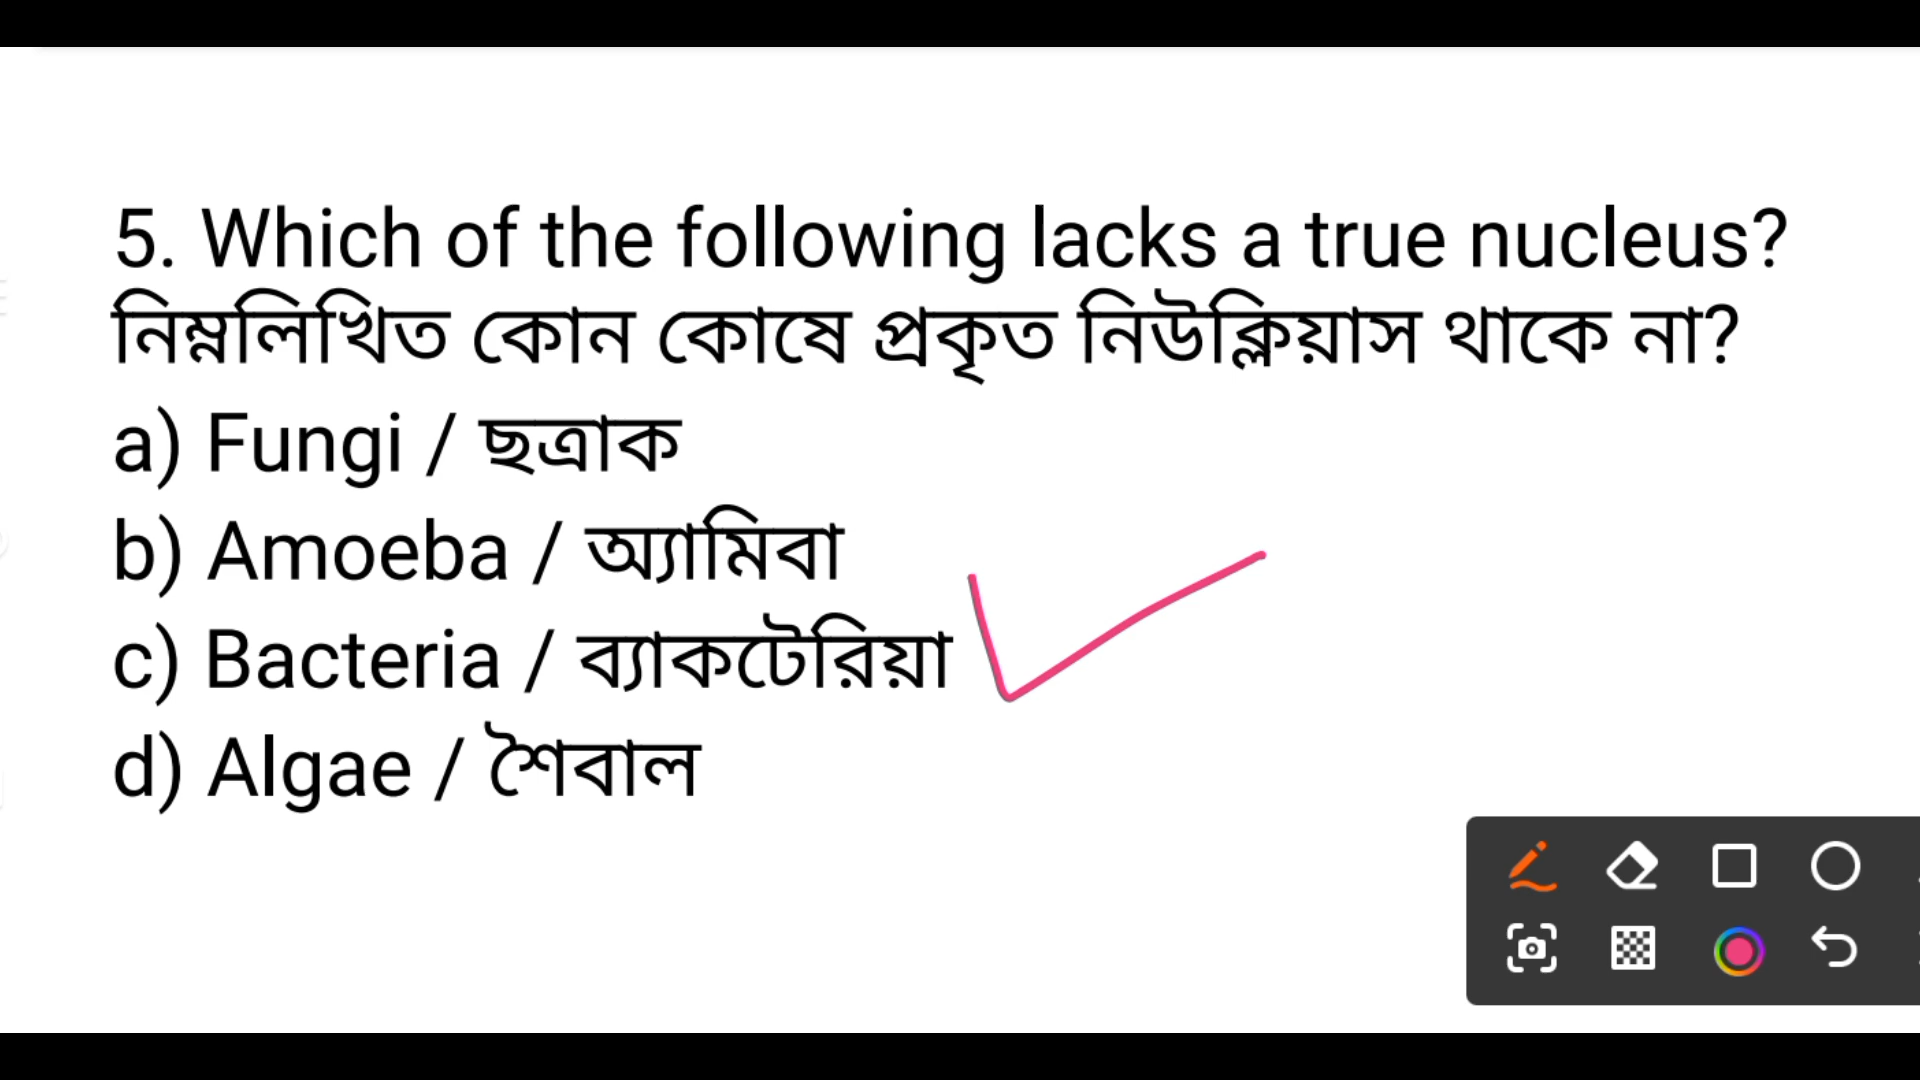 5. Which of the following lacks a true nucleus?
নিম্নলিখিত কোন কোষে প্রকৃত নিউক্লিয়াস থাকে না?
a) Fungi / ছত্রাক
b) Amoeba / অ্যামিবা
c) Bacteria / ব্যাকটেরিয়া
d) Algae / শৈবাল